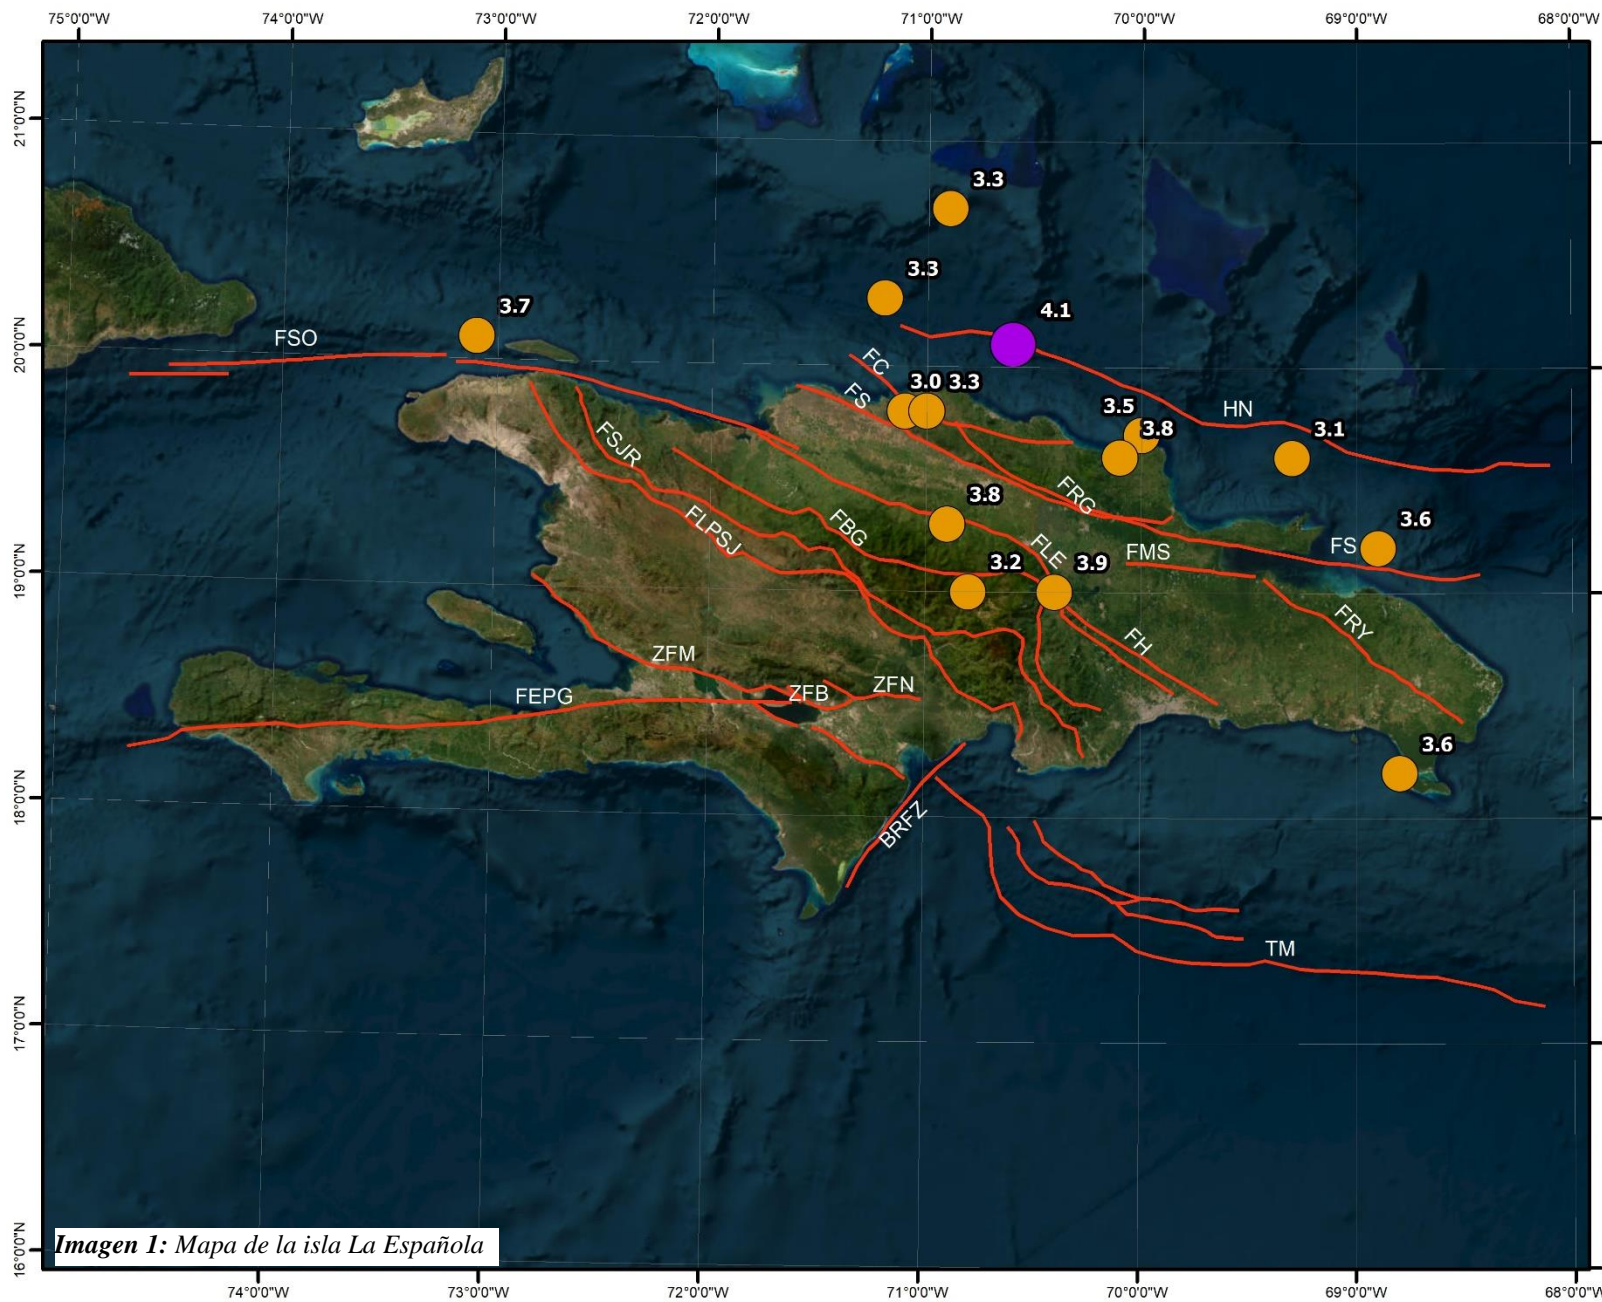 75°0'0"W
74°0'0"W
73°0'0"W
72°0'0"W
71°0'0"W
70°0'0"W
69°0'0"W
68°0'0"W
21°0'0"N
3.3
3.3
3.7
4.1
20°0'0"N
FSO
FC
FS
3.0
3.3
3.5
3.8
HN
3.1
FSJR
FLPSJ
FBG
3.8
FRG
3.6
FLE
FMS
FS
19°0'0"N
3.2
3.9
FH
FRY
ZFM
FEPG
ZFB
ZFN
3.6
18°0'0"N
BRFZ
TM
17°0'0"N
16°0'0"N
Imagen 1: Mapa de la isla La Española
74°0'0"W
73°0'0"W
72°0'0"W
71°0'0"W
70°0'0"W
69°0'0"W
68°0'0"W